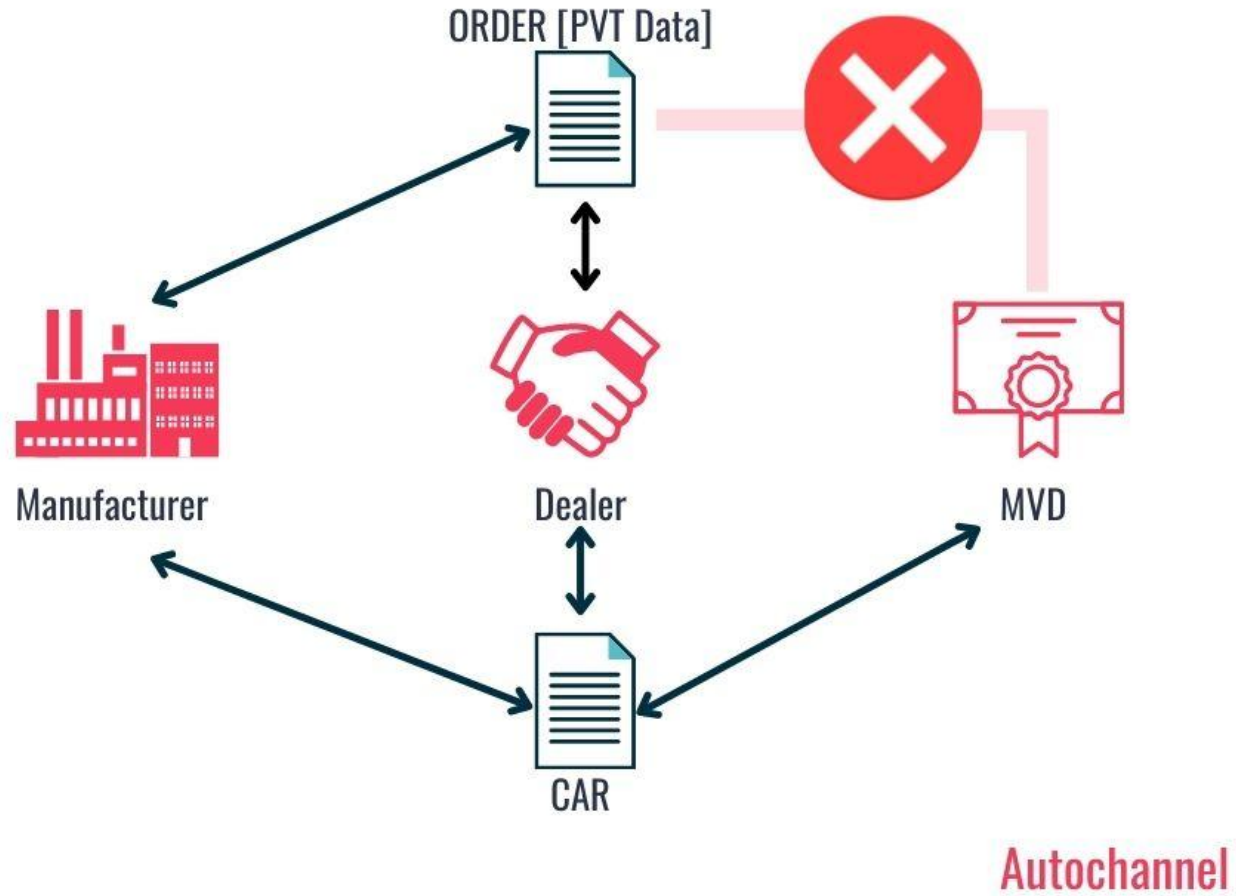 ORDER [PVT Data]
Manufacturer
Dealer
MVD
CAR
Autochannel